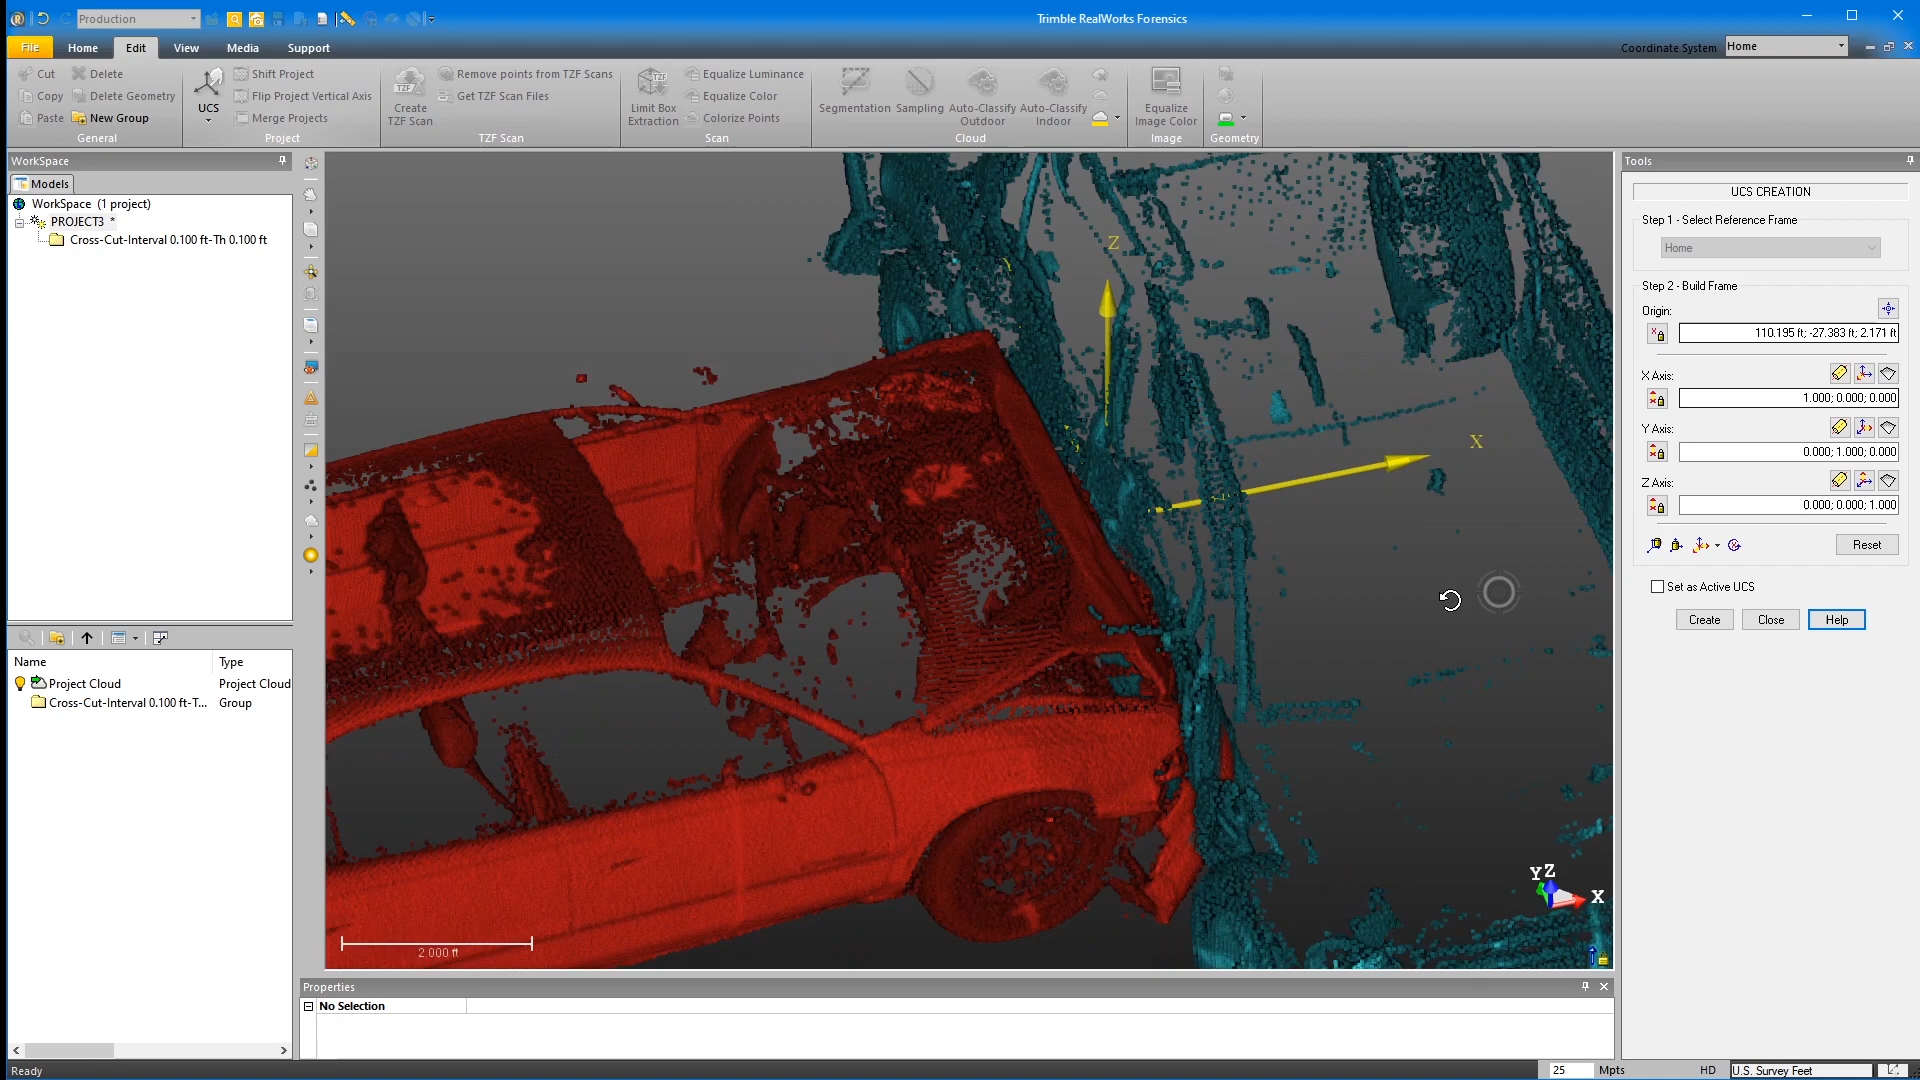 Production
Trimble RealWorks Forensics
File
Home
Edit
View
Media
Support
Coordinate System
Home
Cut
Delete
Copy
Delete Geometry
Paste
New Group
General
UCS
Shift Project
Flip Project Vertical Axis
Merge Projects
Project
Create
TZF Scan
Remove points from TZF Scans
Get TZF Scan Files
TZF Scan
Limit Box
Extraction
Equalize Luminance
Equalize Color
Colorize Points
Scan
Segmentation
Sampling
Auto-Classify
Outdoor
Auto-Classify
Indoor
Cloud
Equalize
Image Color
Image
Geometry
WorkSpace
Models
WorkSpace (1 project)
PROJECT3 *
Cross-Cut-Interval 0.100 ft-Th 0.100 ft
Name
Type
Project Cloud
Project Cloud
Cross-Cut-Interval 0.100 ft-T...
Group
Z
X
2.000 ft
Y
Z
X
Tools
UCS CREATION
Step 1 - Select Reference Frame
Home
Step 2 - Build Frame
Origin:
110.195 ft; -27.383 ft; 2.171 ft
X Axis:
1.000; 0.000; 0.000
Y Axis:
0.000; 1.000; 0.000
Z Axis:
0.000; 0.000; 1.000
Reset
Set as Active UCS
Create
Close
Help
Properties
No Selection
Ready
25
Mpts
HD
U.S. Survey Feet